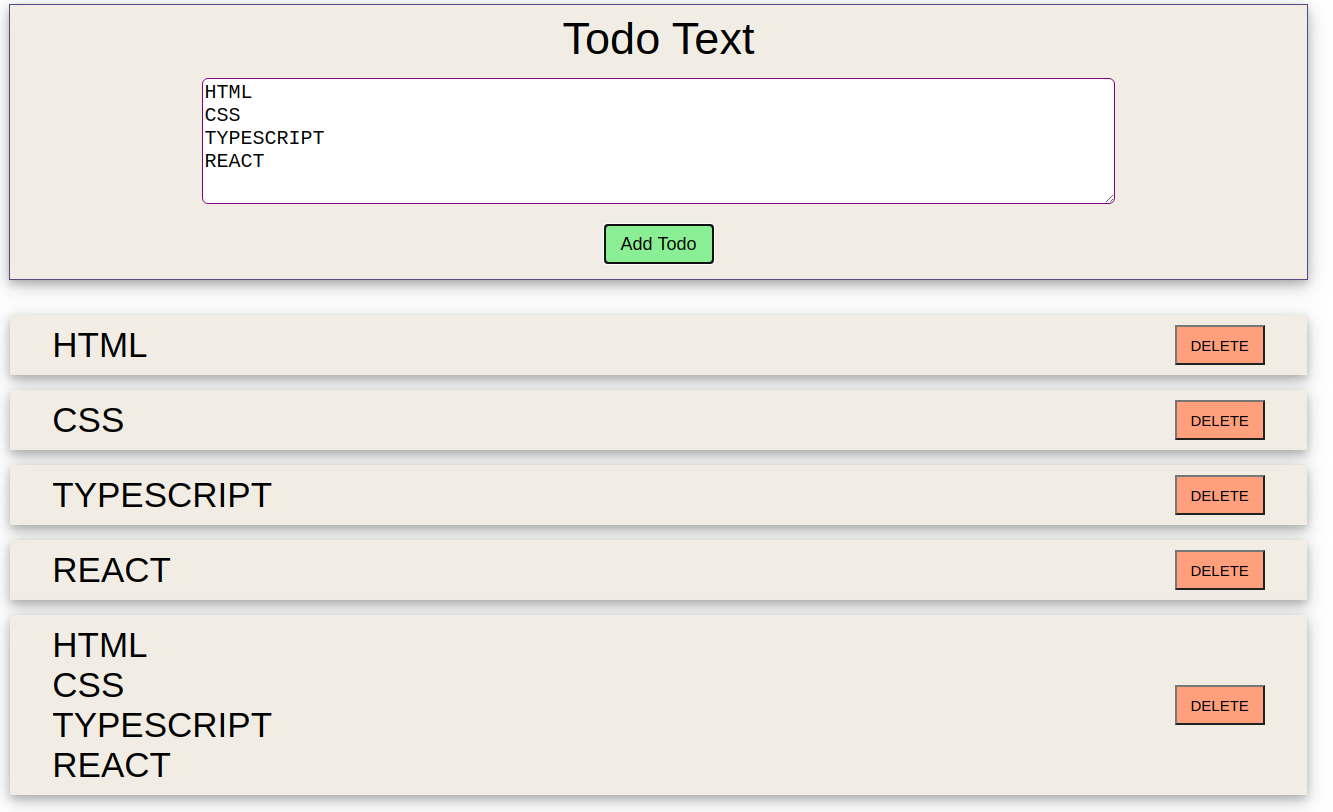 Todo Text
HTML
CSS
TYPESCRIPT
REACT
Add Todo
HTML DELETE
CSS DELETE
TYPESCRIPT DELETE
REACT DELETE
HTML
CSS
TYPESCRIPT
REACT
DELETE